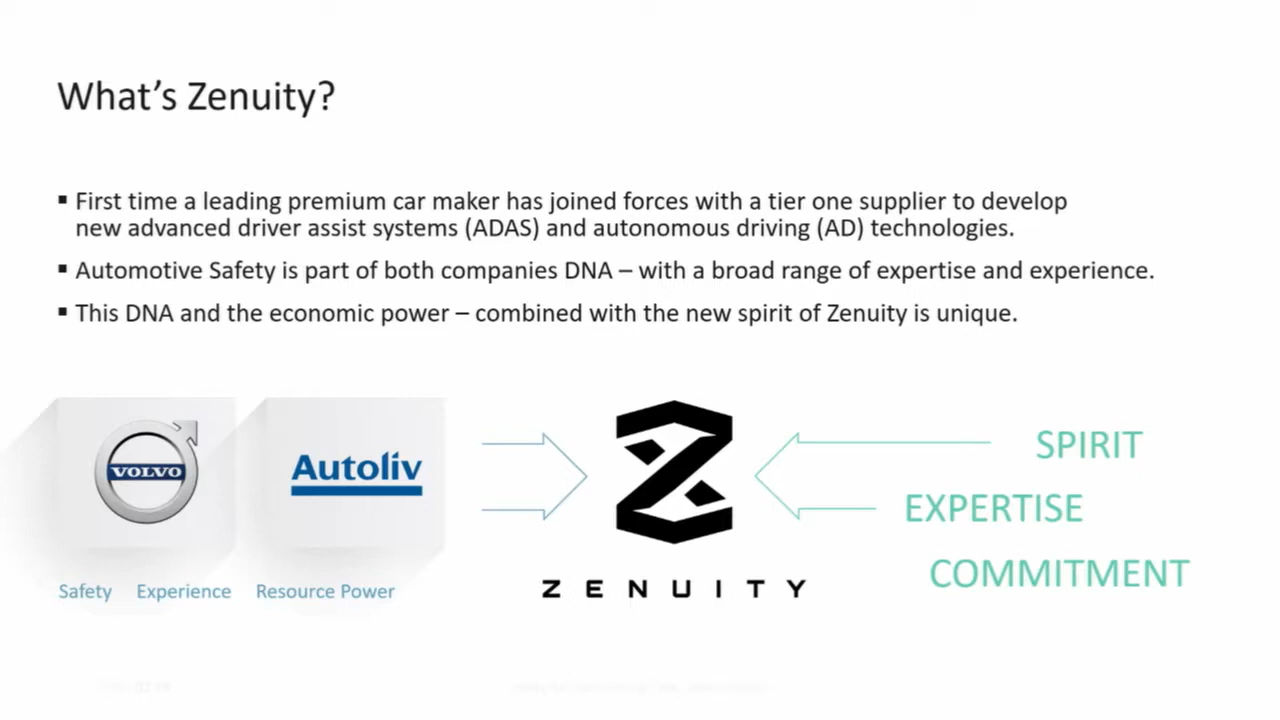 What's Zenuity?
▪ First time a leading premium car maker has joined forces with a tier one supplier to develop
new advanced driver assist systems (ADAS) and autonomous driving (AD) technologies.
▪ Automotive Safety is part of both companies DNA – with a broad range of expertise and experience.
▪ This DNA and the economic power – combined with the new spirit of Zenuity is unique.
VOLVO
Autoliv
Safety Experience Resource Power
ZENUITY
SPIRIT
EXPERTISE
COMMITMENT